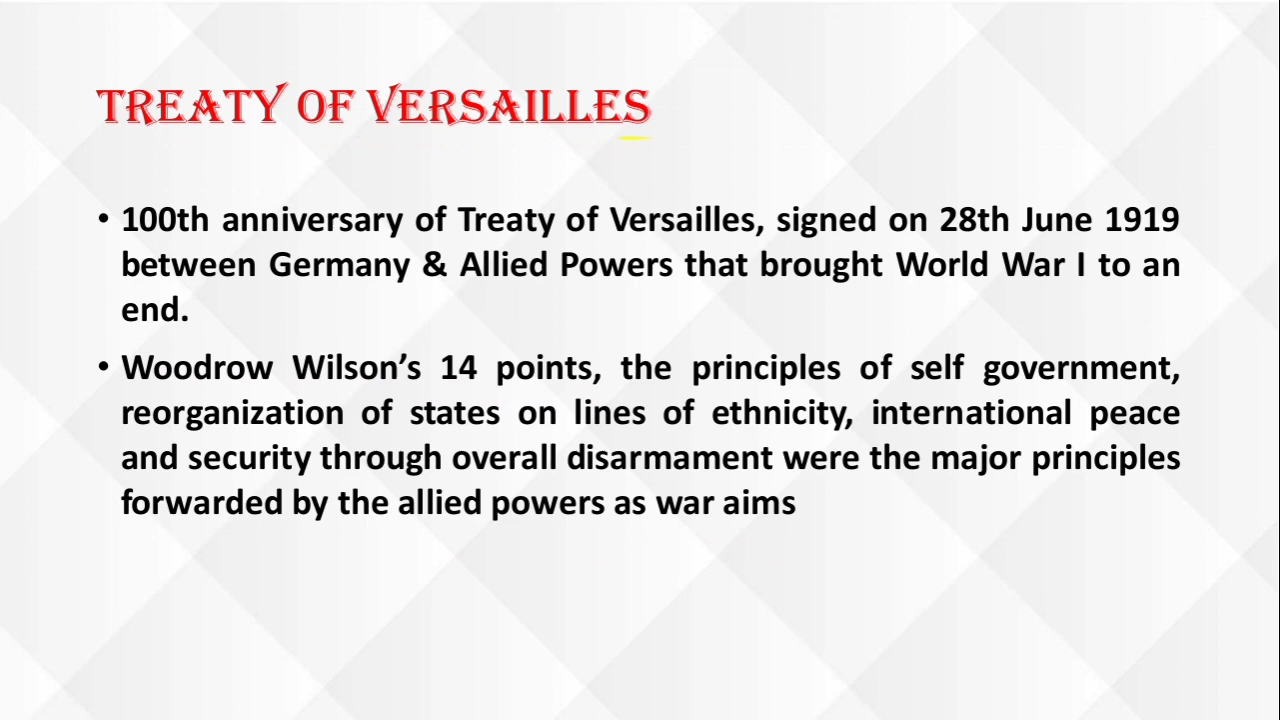 TREATY OF VERSAILLES
• 100th anniversary of Treaty of Versailles, signed on 28th June 1919
between Germany & Allied Powers that brought World War I to an
end.
• Woodrow Wilson’s 14 points, the principles of self government,
reorganization of states on lines of ethnicity, international peace
and security through overall disarmament were the major principles
forwarded by the allied powers as war aims